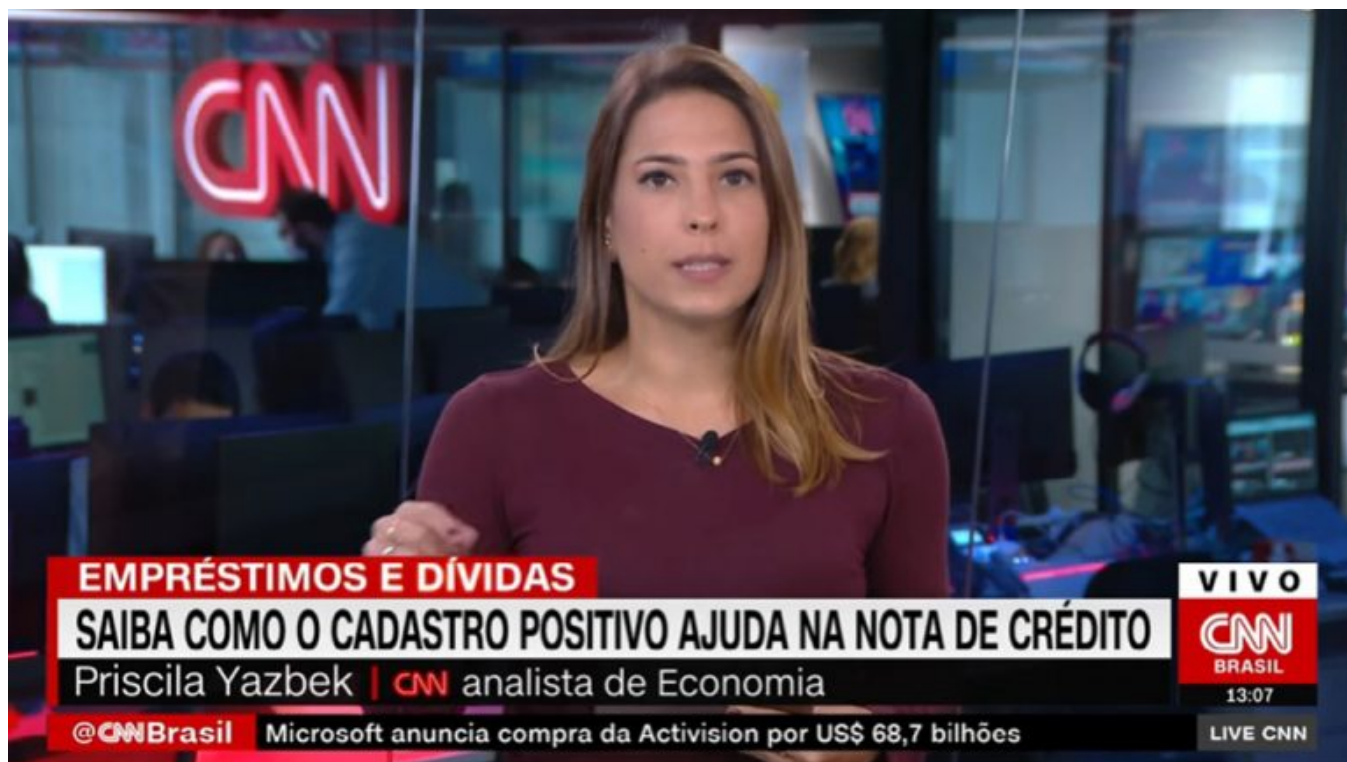 CNN
EMPRÉSTIMOS E DÍVIDAS
SAIBA COMO O CADASTRO POSITIVO AJUDA NA NOTA DE CRÉDITO
Priscila Yazbek | CNN analista de Economia
VIVO
CNN
BRASIL
13:07
@CNNBrasil Microsoft anuncia compra da Activision por US$ 68,7 bilhões
LIVE CNN